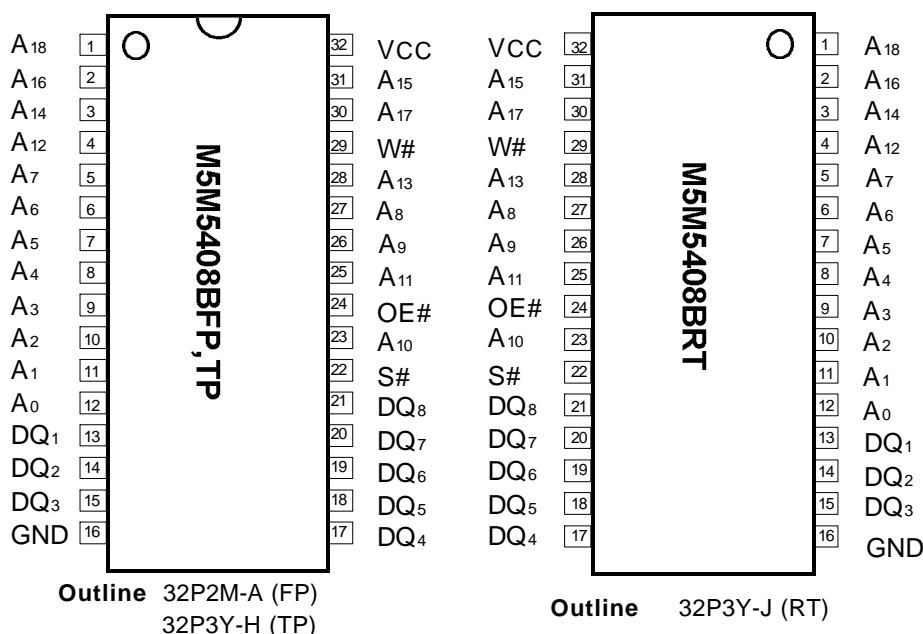 A18 1 32 VCC
A16 2 31 A15
A14 3 30 A17
A12 4 29 W#
A7 5 28 A13
A6 6 27 A8
A5 7 26 A9
A4 8 25 A11
A3 9 24 OE#
A2 10 23 A10
A1 11 22 S#
A0 12 21 DQ8
DQ1 13 20 DQ7
DQ2 14 19 DQ6
DQ3 15 18 DQ5
GND 16 17 DQ4
M5M5408BFP,TP
Outline 32P2M-A (FP)
32P3Y-H (TP)
VCC 32 1 A18
A15 31 2 A16
A17 30 3 A14
W# 29 4 A12
A13 28 5 A7
A8 27 6 A6
A9 26 7 A5
A11 25 8 A4
OE# 24 9 A3
A10 23 10 A2
S# 22 11 A1
DQ8 21 12 A0
DQ7 20 13 DQ1
DQ6 19 14 DQ2
DQ5 18 15 DQ3
DQ4 17 16 GND
M5M5408BRT
Outline 32P3Y-J (RT)